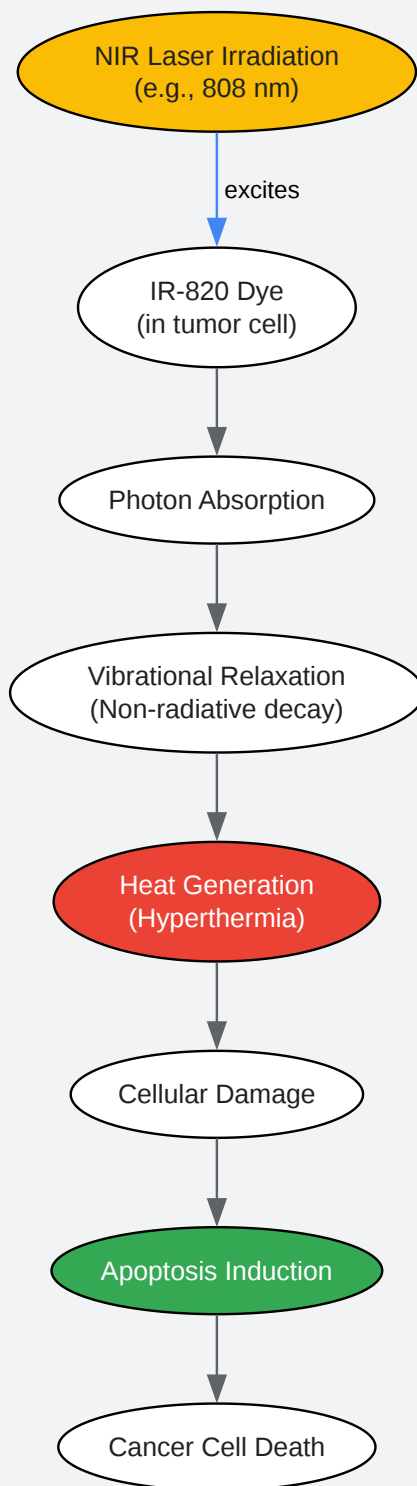 NIR Laser Irradiation
(e.g., 808 nm)
excites
IR-820 Dye
(in tumor cell)
Photon Absorption
Vibrational Relaxation
(Non-radiative decay)
Heat Generation
(Hyperthermia)
Cellular Damage
Apoptosis Induction
Cancer Cell Death